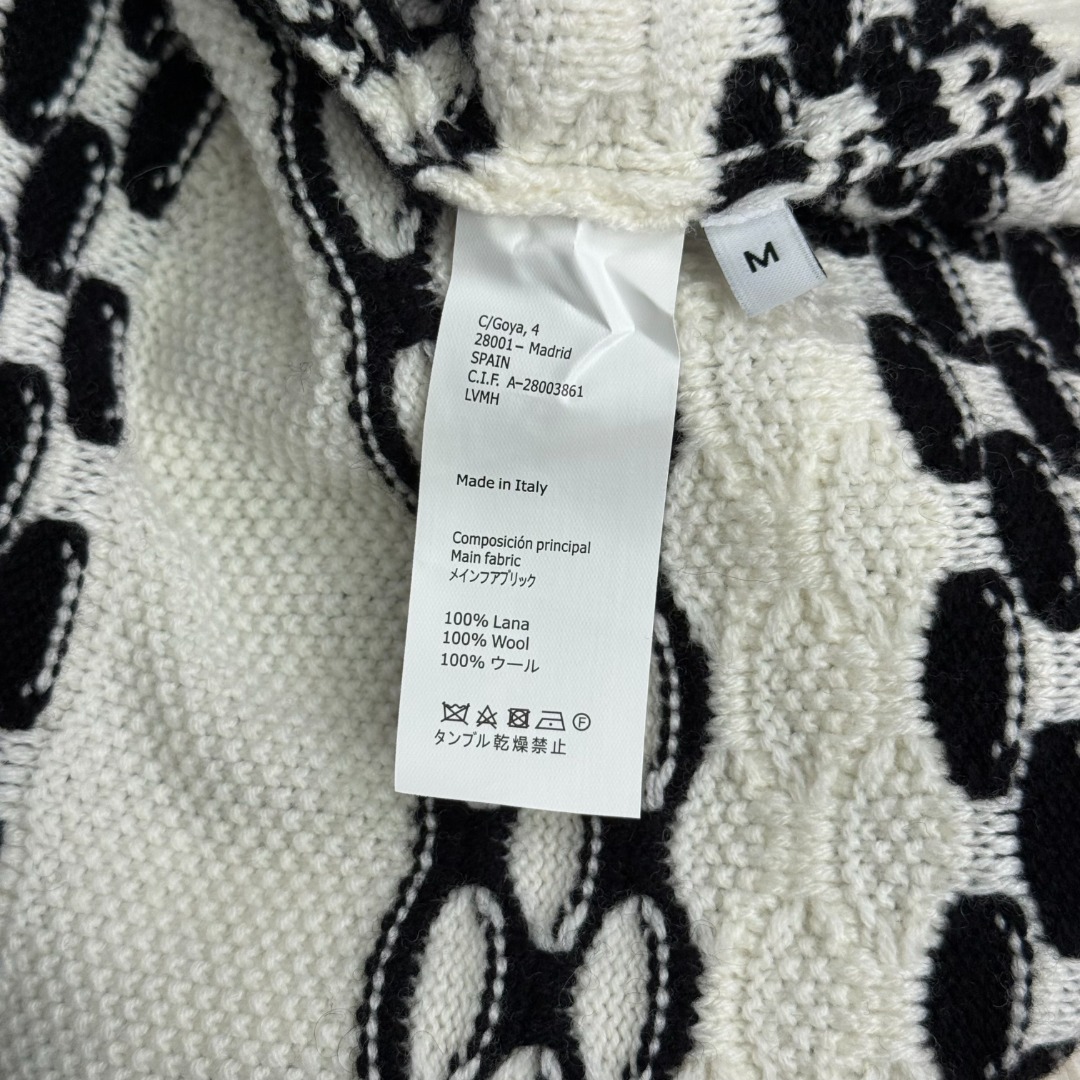 M
C/Goya, 4
28001– Madrid
SPAIN
C.I.F. A–28003861
LVMH
Made in Italy
Composición principal
Main fabric
メインファブリック
100% Lana
100% Wool
100% ウール
F
タンブル乾燥禁止